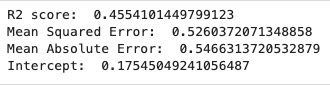 R2 score:  0.4554101449799123
Mean Squared Error:  0.5260372071348858
Mean Absolute Error:  0.5466313720532879
Intercept:  0.17545049241056487